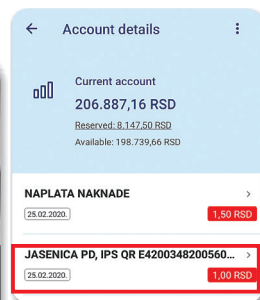 Account details
Current account
206.887,16 RSD
Reserved: 8.147,50 RSD
Available: 198.739,66 RSD
NAPLATA NAKNADE
25.02.2020.
1,50 RSD
JASENICA PD, IPS QR E4200348200560...
25.02.2020.
1,00 RSD